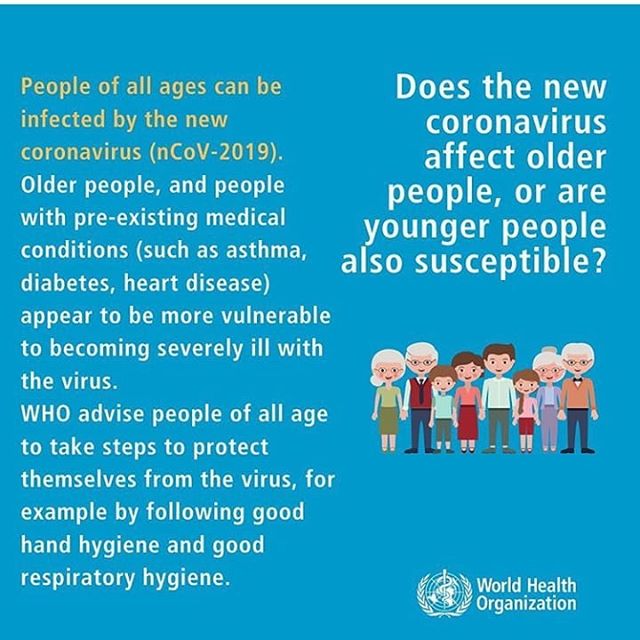 People of all ages can be
infected by the new
coronavirus (nCoV-2019).
Older people, and people
with pre-existing medical
conditions (such as asthma,
diabetes, heart disease)
appear to be more vulnerable
to becoming severely ill with
the virus.
WHO advise people of all age
to take steps to protect
themselves from the virus, for
example by following good
hand hygiene and good
respiratory hygiene.
Does the new
coronavirus
affect older
people, or are
younger people
also susceptible?
World Health
Organization